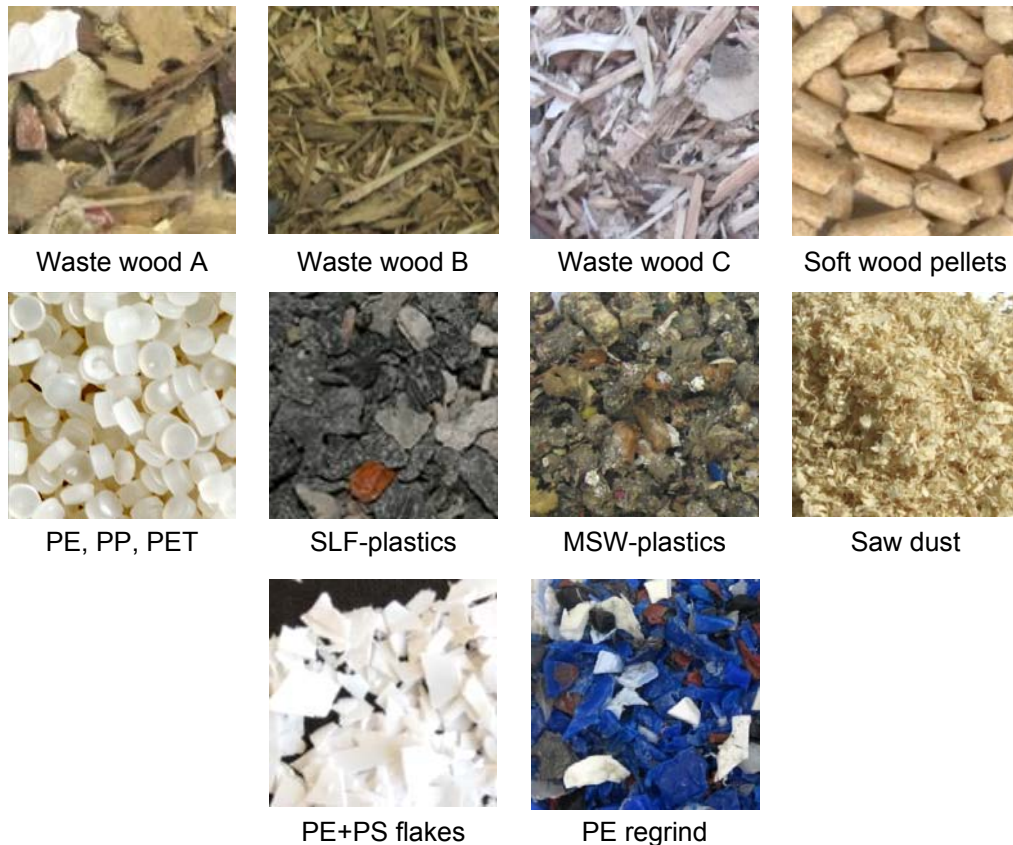 Waste wood A
Waste wood B
Waste wood C
Soft wood pellets
PE, PP, PET
SLF-plastics
MSW-plastics
Saw dust
PE+PS flakes
PE regrind